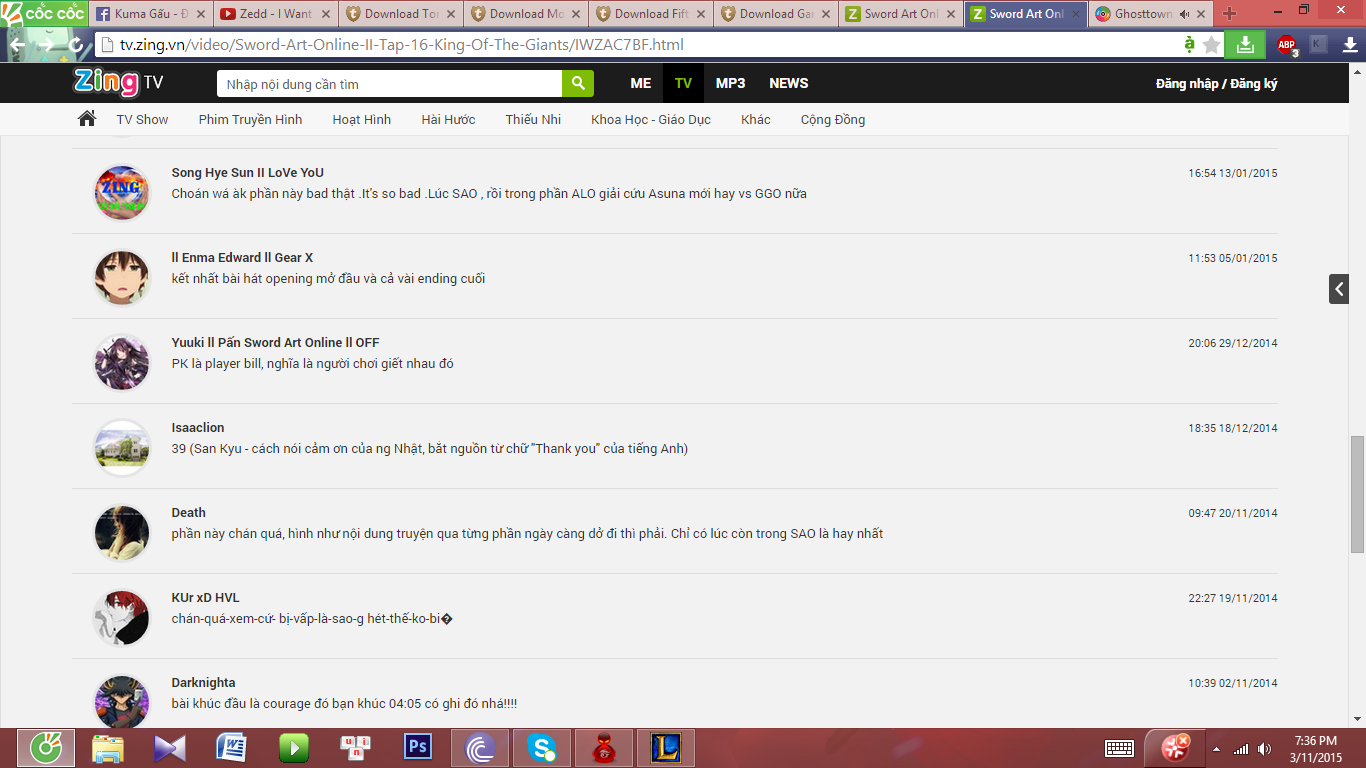 cốc cốc
Kuma Gấu - Đ
Zedd - I Want
Download Tor
Download Mo
Download Fift
Download Gar
Sword Art Onl
Sword Art Onl
Ghosttown
tv.zing.vn/video/Sword-Art-Online-II-Tap-16-King-Of-The-Giants/IWZAC7BF.html
ABP
3
K
Zing TV
Nhập nội dung cần tìm
ME
TV
MP3
NEWS
Đăng nhập / Đăng ký
TV Show
Phim Truyền Hình
Hoạt Hình
Hài Hước
Thiếu Nhi
Khoa Học - Giáo Dục
Khác
Cộng Đồng
ZING
Song Hye Sun II LoVe YoU
16:54 13/01/2015
Choán wá àk phần này bad thật .It's so bad .Lúc SAO , rồi trong phần ALO giải cứu Asuna mới hay vs GGO nữa
ll Enma Edward ll Gear X
11:53 05/01/2015
kết nhất bài hát opening mở đầu và cả vài ending cuối
Yuuki ll Pấn Sword Art Online ll OFF
20:06 29/12/2014
PK là player bill, nghĩa là người chơi giết nhau đó
Isaaclion
18:35 18/12/2014
39 (San Kyu - cách nói cảm ơn của ng Nhật, bắt nguồn từ chữ "Thank you" của tiếng Anh)
Death
09:47 20/11/2014
phần này chán quá, hình như nội dung truyện qua từng phần ngày càng dở đi thì phải. Chỉ có lúc còn trong SAO là hay nhất
KUr xD HVL
22:27 19/11/2014
chán-quá-xem-cứ- bị-vấp-là-sao-g hét-thế-ko-bi�
Darknighta
10:39 02/11/2014
bài khúc đầu là courage đó bạn khúc 04:05 có ghi đó nhá!!!!
W
u i n
Ps
S
L
7:36 PM
3/11/2015